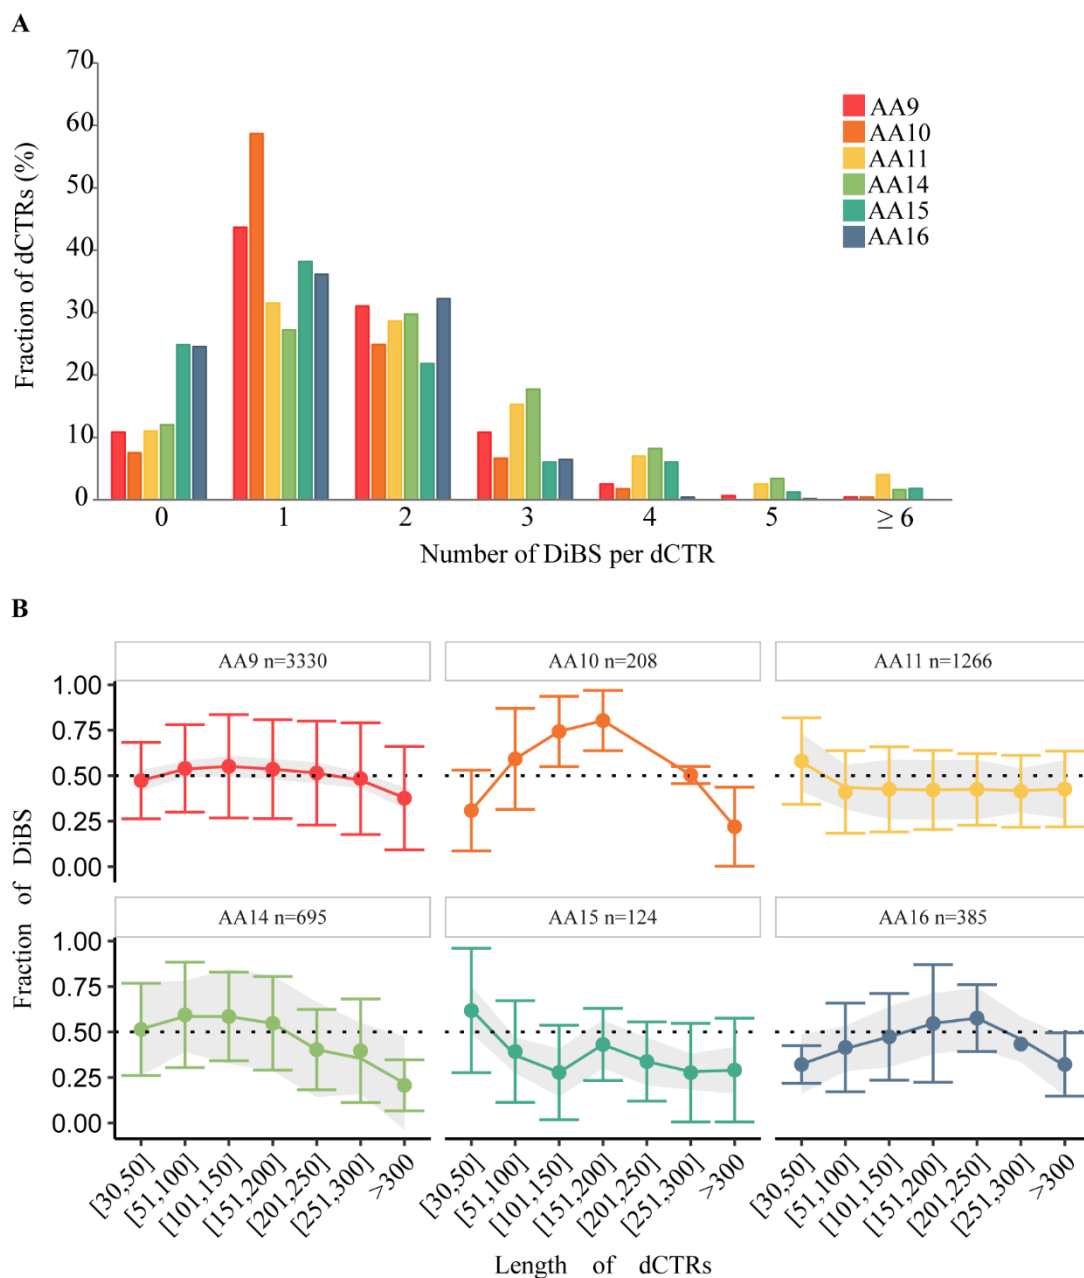 A
70
60
50
40
30
20
10
0
Fraction of dCTRs (%)
AA9
AA10
AA11
AA14
AA15
AA16
0 1 2 3 4 5 ≥ 6
Number of DiBS per dCTR
B
AA9 n=3330 AA10 n=208 AA11 n=1266
1.00
0.75
0.50
0.25
0.00
Fraction of DiBS
AA14 n=695 AA15 n=124 AA16 n=385
1.00
0.75
0.50
0.25
0.00
[30,50] [51,100] [101,150] [151,200] [201,250] [251,300] >300
[30,50] [51,100] [101,150] [151,200] [201,250] [251,300] >300
[30,50] [51,100] [101,150] [151,200] [201,250] [251,300] >300
Length of dCTRs